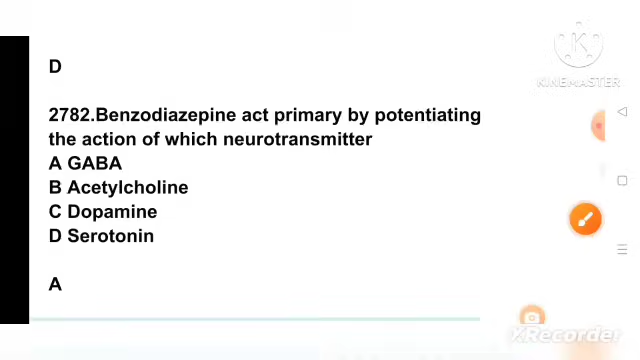 D
2782.Benzodiazepine act primary by potentiating
the action of which neurotransmitter
A GABA
B Acetylcholine
C Dopamine
D Serotonin
A
K
KINEMASTER
XRecorder